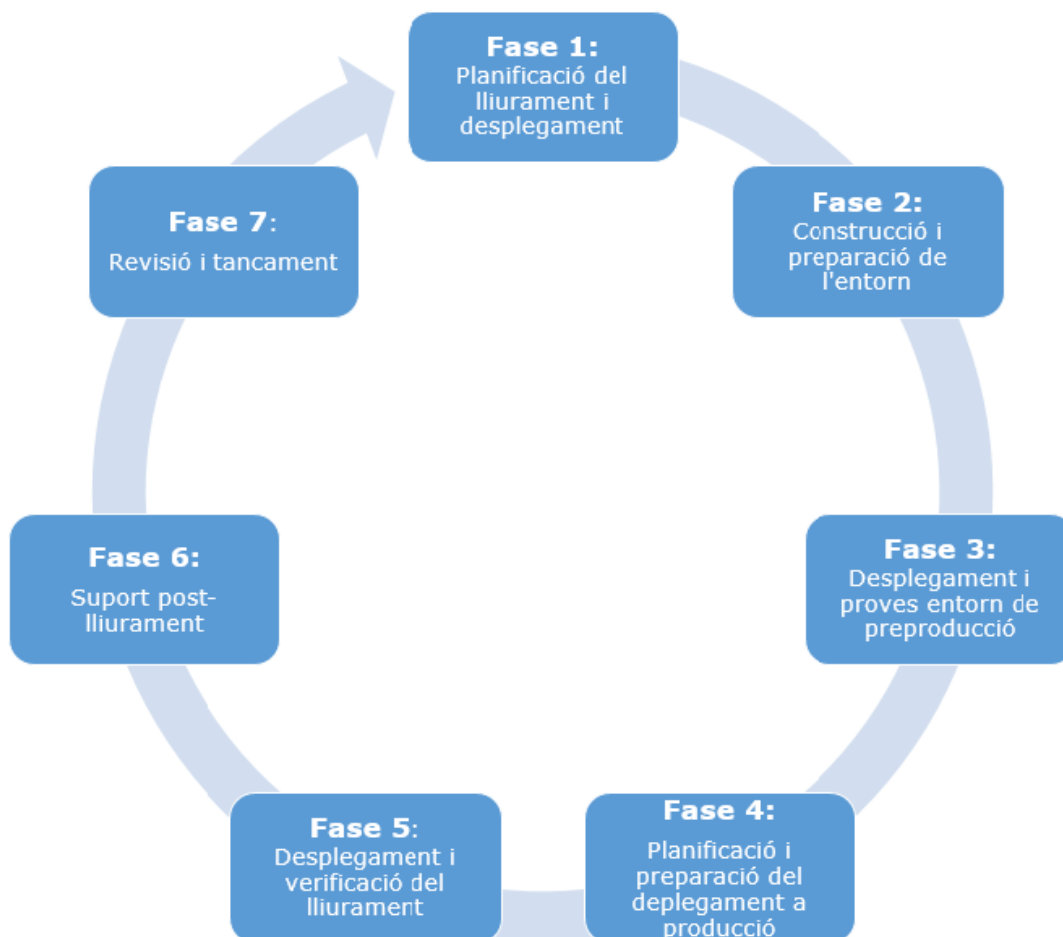 Fase 1:
Planificació del
lliurament i
desplegament
Fase 2:
Construcció i
preparació de
l'entorn
Fase 3:
Desplegament i
proves entorn de
preproducció
Fase 4:
Planificació i
preparació del
deplegament a
producció
Fase 5:
Desplegament i
verificació del
lliurament
Fase 6:
Suport post-
lliurament
Fase 7:
Revisió i tancament